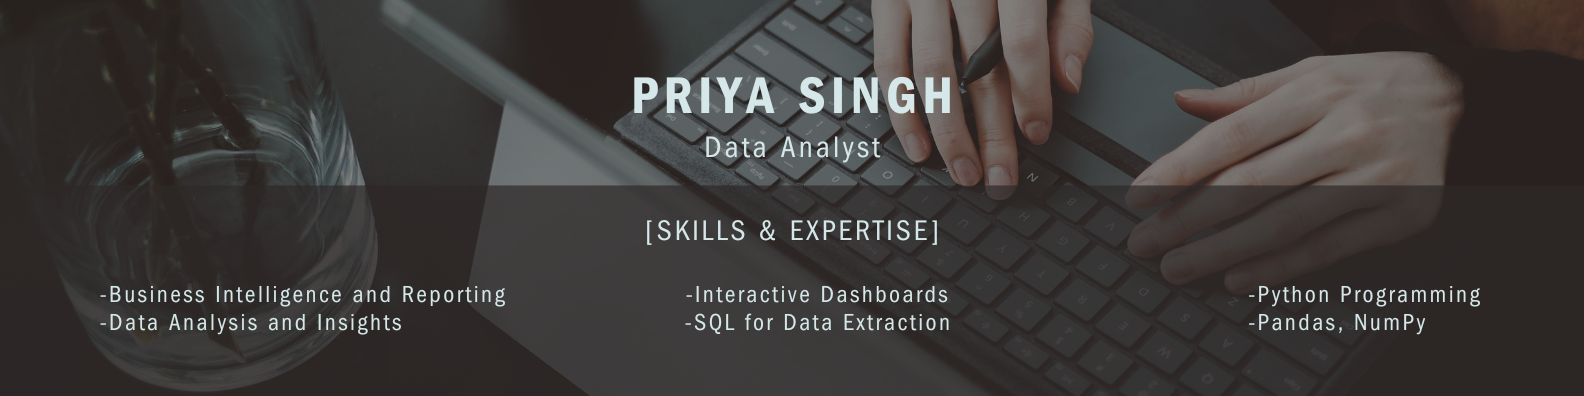 PRIYA SINGH
Data Analyst
[SKILLS & EXPERTISE]
-Business Intelligence and Reporting
-Data Analysis and Insights
-Interactive Dashboards
-SQL for Data Extraction
-Python Programming
-Pandas, NumPy